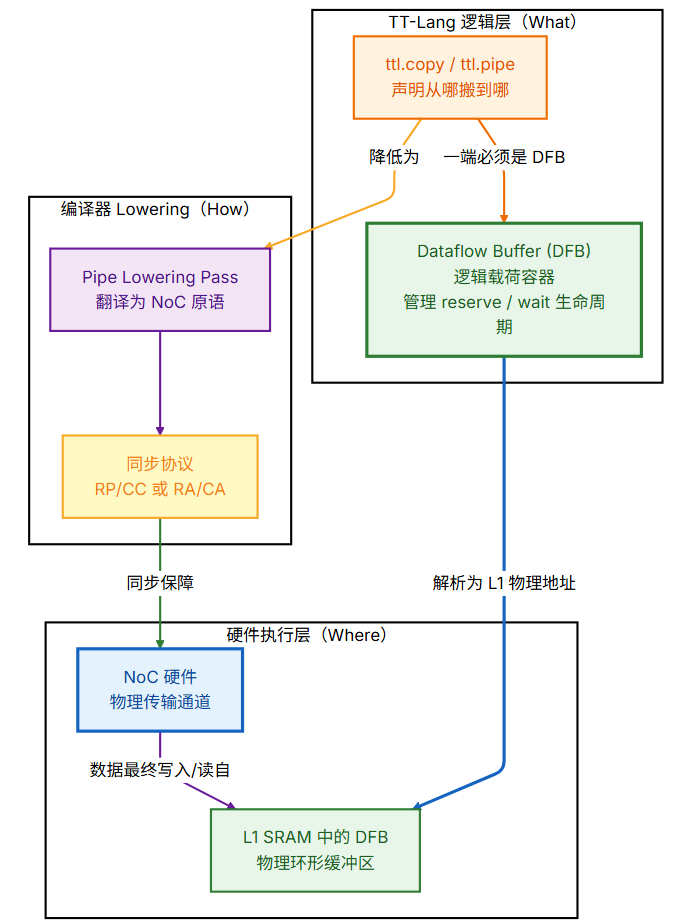 TT-Lang 逻辑层（What）
ttl.copy / ttl.pipe
声明从哪搬到哪
降低为
一端必须是 DFB
编译器 Lowering（How）
Pipe Lowering Pass
翻译为 NoC 原语
Dataflow Buffer (DFB)
逻辑载荷容器
管理 reserve / wait 生命周
期
同步协议
RP/CC 或 RA/CA
同步保障
解析为 L1 物理地址
硬件执行层（Where）
NoC 硬件
物理传输通道
数据最终写入/读自
L1 SRAM 中的 DFB
物理环形缓冲区